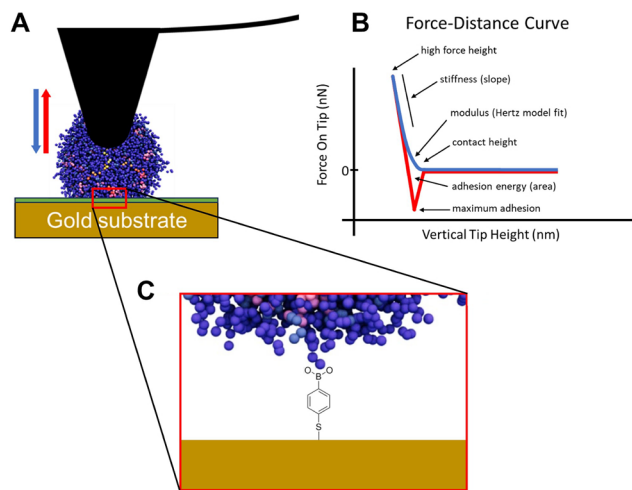 A
Gold substrate
B
Force-Distance Curve
high force height
stiffness (slope)
modulus (Hertz model fit)
contact height
adhesion energy (area)
maximum adhesion
Force On Tip (nN)
0
Vertical Tip Height (nm)
C
O O
B
S